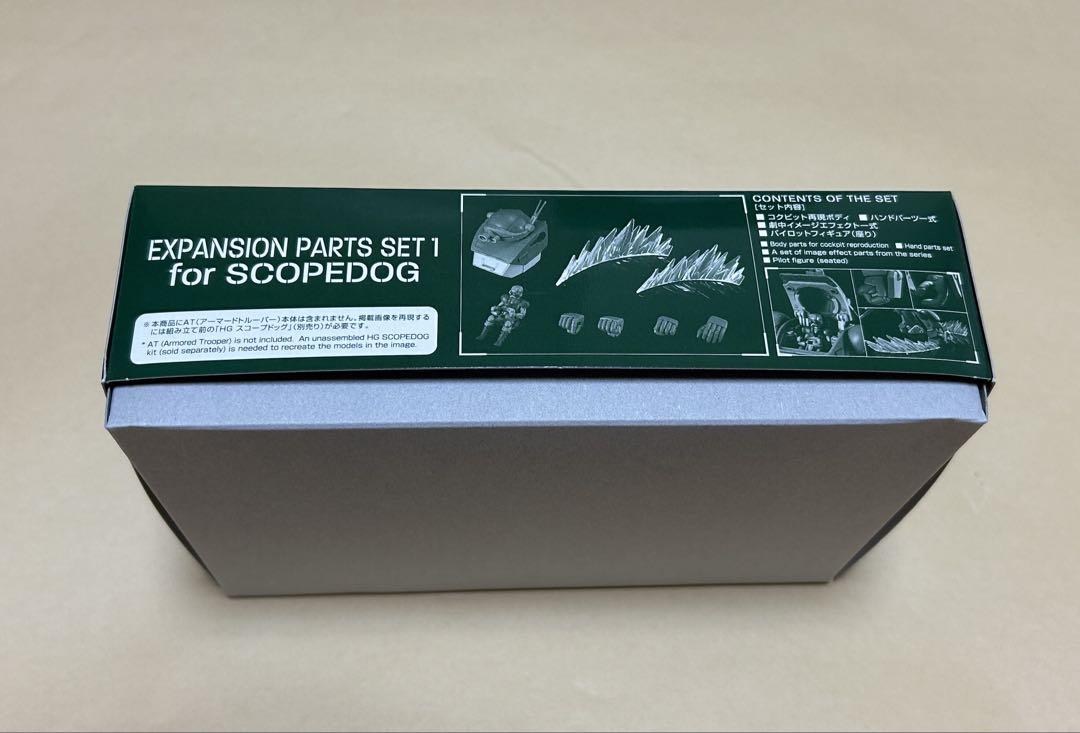 EXPANSION PARTS SET 1
for SCOPEDOG
※本商品にAT(アーマードトルーパー)本体は含まれません。掲載画像を再現する
には組み立て前の「HG スコープドッグ」(別売り)が必要です。
* AT (Armored Trooper) is not included. An unassembled HG SCOPEDOG
kit (sold separately) is needed to recreate the models in the image.
CONTENTS OF THE SET
[セット内容]
■ コクピット再現ボディ ■ ハンドパーツ一式
■ 劇中イメージエフェクト一式
■ パイロットフィギュア(座り)
■ Body parts for cockpit reproduction ■ Hand parts set
■ A set of image effect parts from the series
■ Pilot figure (seated)